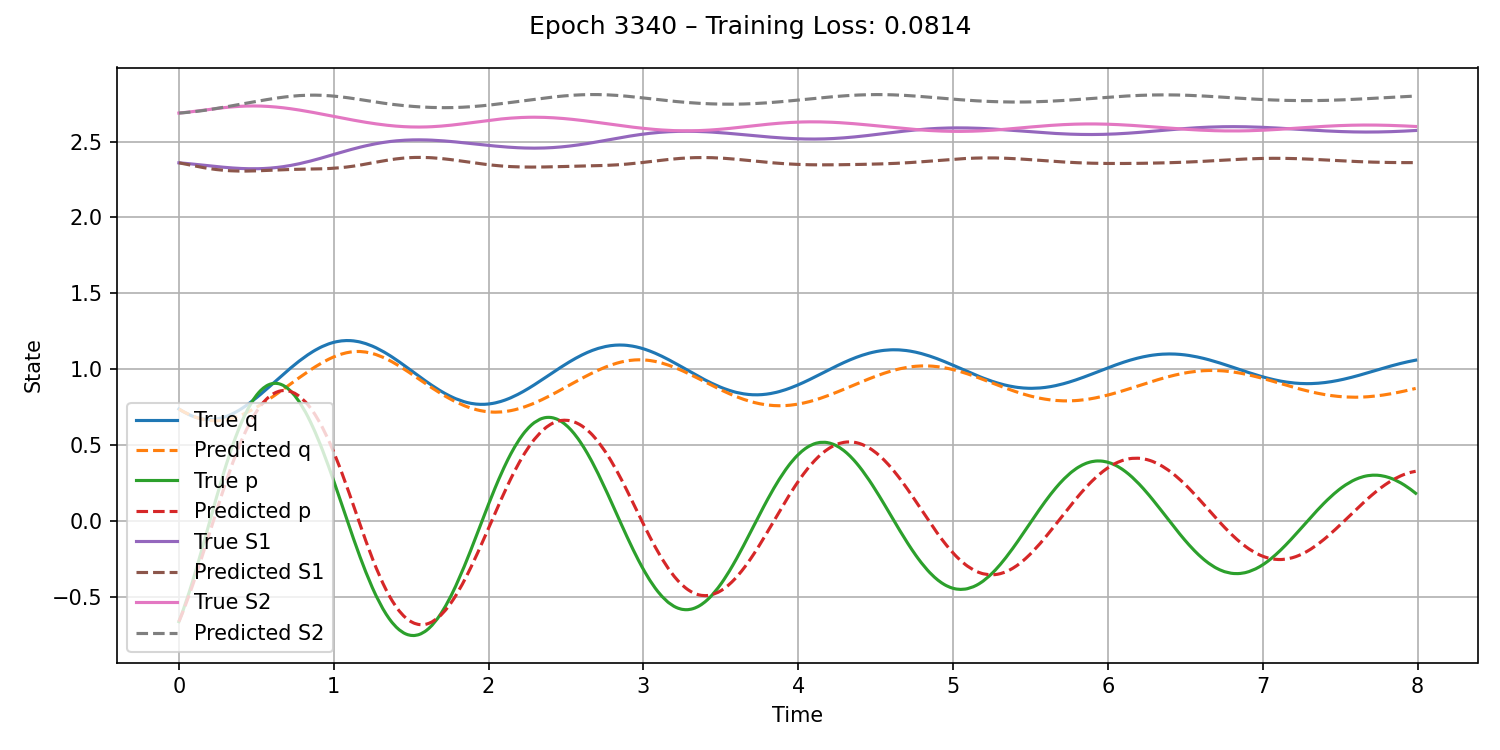 Epoch 3340 – Training Loss: 0.0814
State
2.5
2.0
1.5
1.0
0.5
0.0
−0.5
True q
Predicted q
True p
Predicted p
True S1
Predicted S1
True S2
Predicted S2
0 1 2 3 4 5 6 7 8
Time